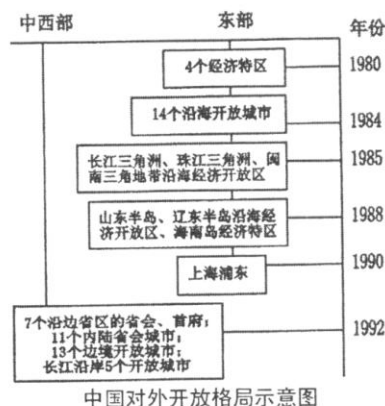 中西部 东部 年份
4个经济特区 1980
14个沿海开放城市 1984
长江三角洲、珠江三角洲、闽 1985
南三角地带沿海经济开放区
山东半岛、辽东半岛沿海经 1988
济开放区、海南岛经济特区
上海浦东 1990
7个沿边省区的省会、首府； 1992
11个内陆省会城市；
13个边境开放城市；
长江沿岸5个开放城市
中国对外开放格局示意图